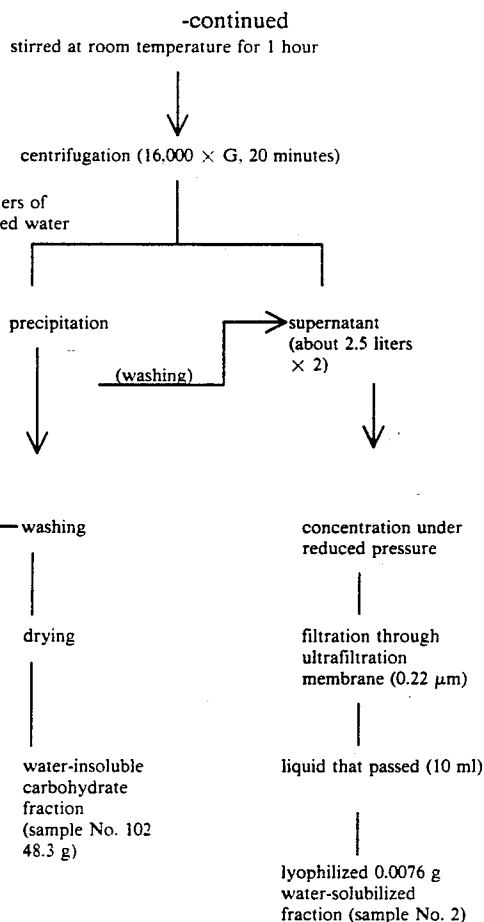 -continued
stirred at room temperature for 1 hour
centrifugation (16,000 × G, 20 minutes)
ers of
ed water
precipitation
supernatant
(about 2.5 liters
× 2)
(washing)
washing
concentration under
reduced pressure
drying
filtration through
ultrafiltration
membrane (0.22 μm)
water-insoluble
carbohydrate
fraction
(sample No. 102
48.3 g)
liquid that passed (10 ml)
lyophilized 0.0076 g
water-solubilized
fraction (sample No. 2)